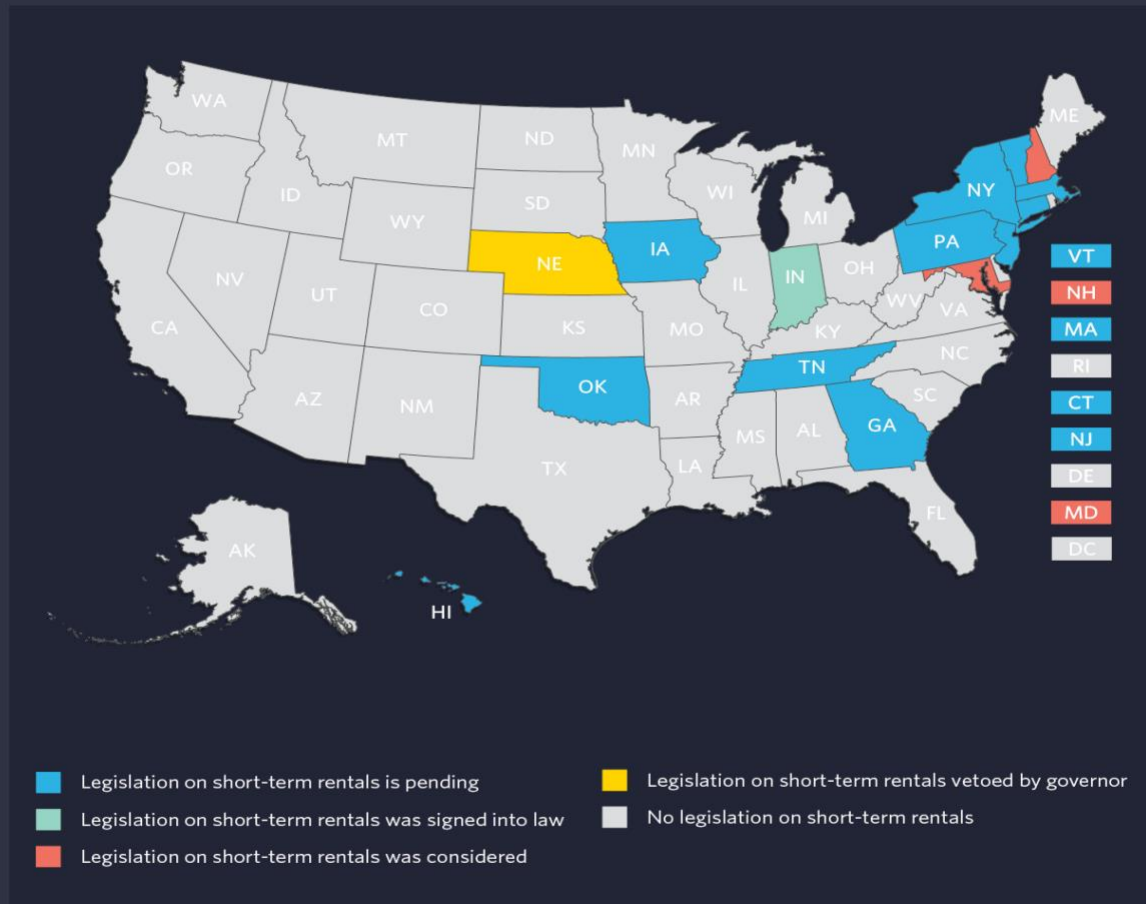 WA
MT
ND
MN
ME
OR
ID
SD
WI
NY
WY
MI
IA
PA
NE
VT
NV
UT
CO
IL
IN
OH
NH
CA
KS
MO
WV
VA
MA
KY
RI
AZ
NM
OK
TN
NC
CT
AR
SC
NJ
TX
MS
AL
GA
DE
LA
FL
MD
AK
DC
HI
Legislation on short-term rentals is pending
Legislation on short-term rentals was signed into law
Legislation on short-term rentals was considered
Legislation on short-term rentals vetoed by governor
No legislation on short-term rentals